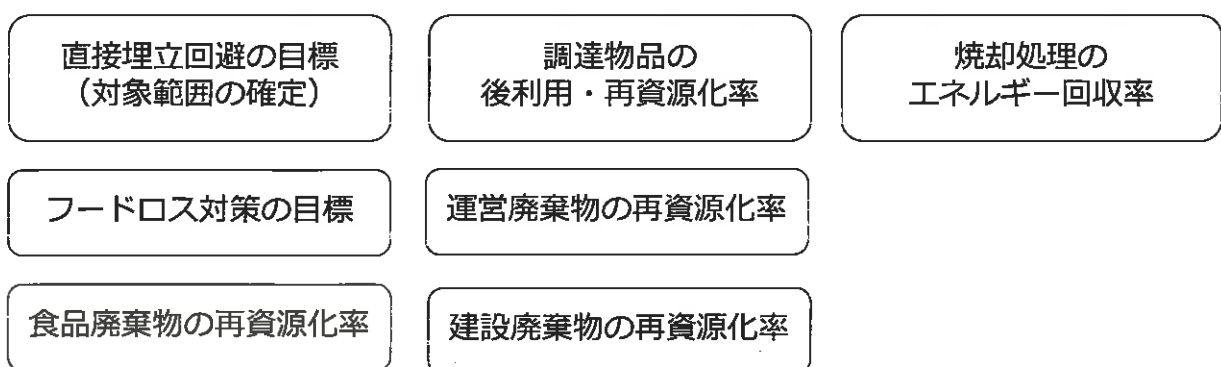 直接埋立回避の目標
（対象範囲の確定）
調達物品の
後利用・再資源化率
焼却処理の
エネルギー回収率
フードロス対策の目標
運営廃棄物の再資源化率
食品廃棄物の再資源化率
建設廃棄物の再資源化率